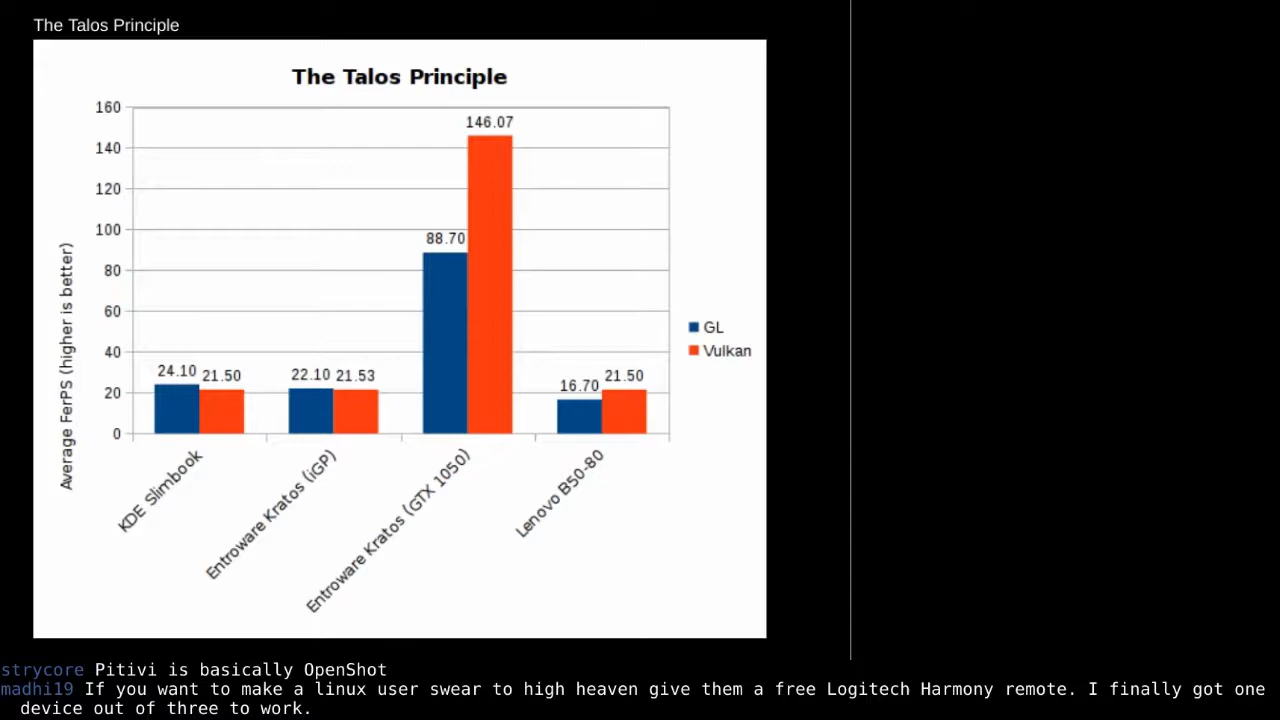 The Talos Principle
The Talos Principle
160
140
120
100
80
60
40
20
0
Average FerPS (higher is better)
146.07
88.70
24.10
21.50
22.10
21.53
16.70
21.50
GL
Vulkan
KDE Slimbook
Entroware Kratos (iGP)
Entroware Kratos (GTX 1050)
Lenovo B50-80
strycore Pitivi is basically OpenShot
madhi19 If you want to make a linux user swear to high heaven give them a free Logitech Harmony remote. I finally got one
device out of three to work.